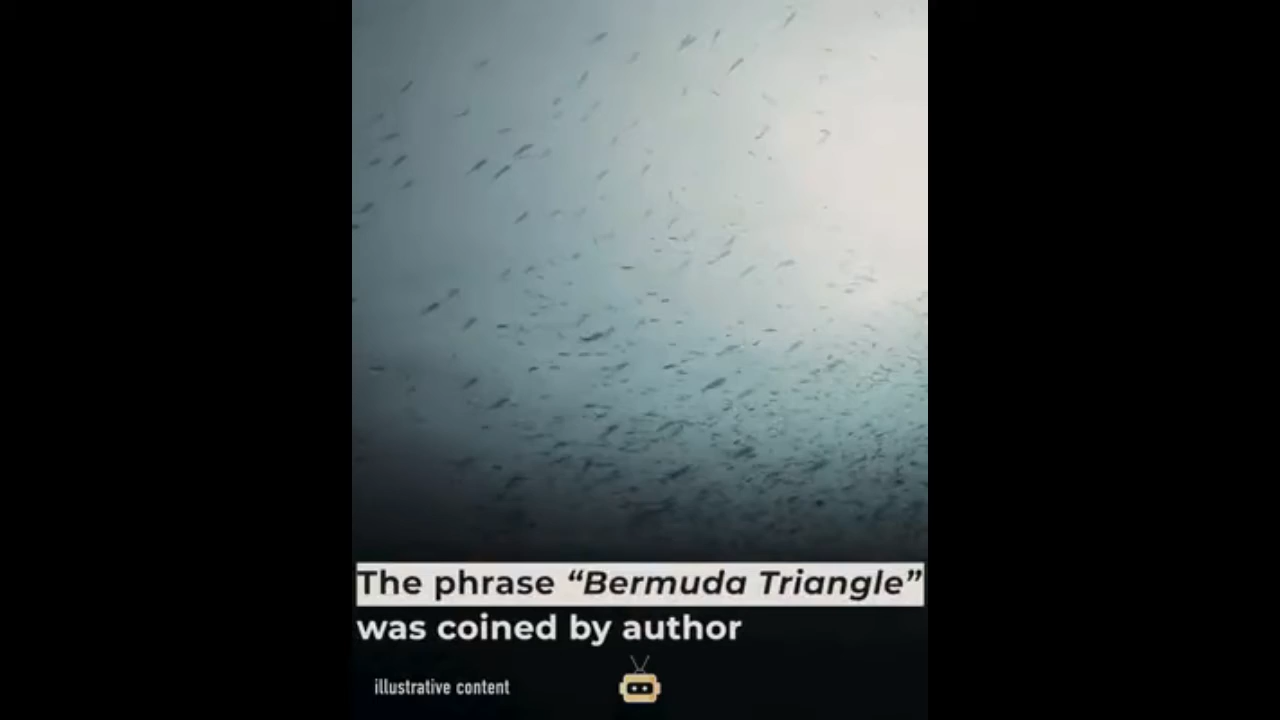 The phrase “Bermuda Triangle”
was coined by author
illustrative content